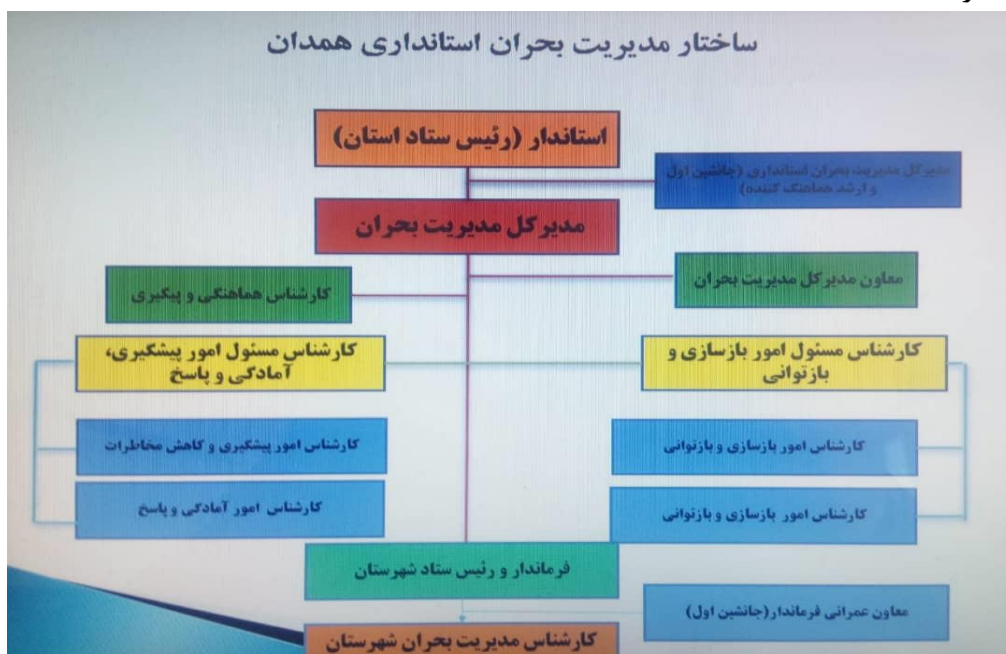 ساختار مدیریت بحران استانداری همدان
استاندار (رئیس ستاد استان)
مدیرکل مدیریت بحران استانداری (جانشین اول
و ارشد هماهنگ کننده)
مدیرکل مدیریت بحران
معاون مدیرکل مدیریت بحران
کارشناس هماهنگی و پیگیری
کارشناس مسئول امور بازسازی و
بازتوانی
کارشناس مسئول امور پیشگیری،
آمادگی و پاسخ
کارشناس امور بازسازی و بازتوانی
کارشناس امور پیشگیری و کاهش مخاطرات
کارشناس امور بازسازی و بازتوانی
کارشناس امور آمادگی و پاسخ
فرماندار و رئیس ستاد شهرستان
معاون عمرانی فرماندار(جانشین اول)
کارشناس مدیریت بحران شهرستان